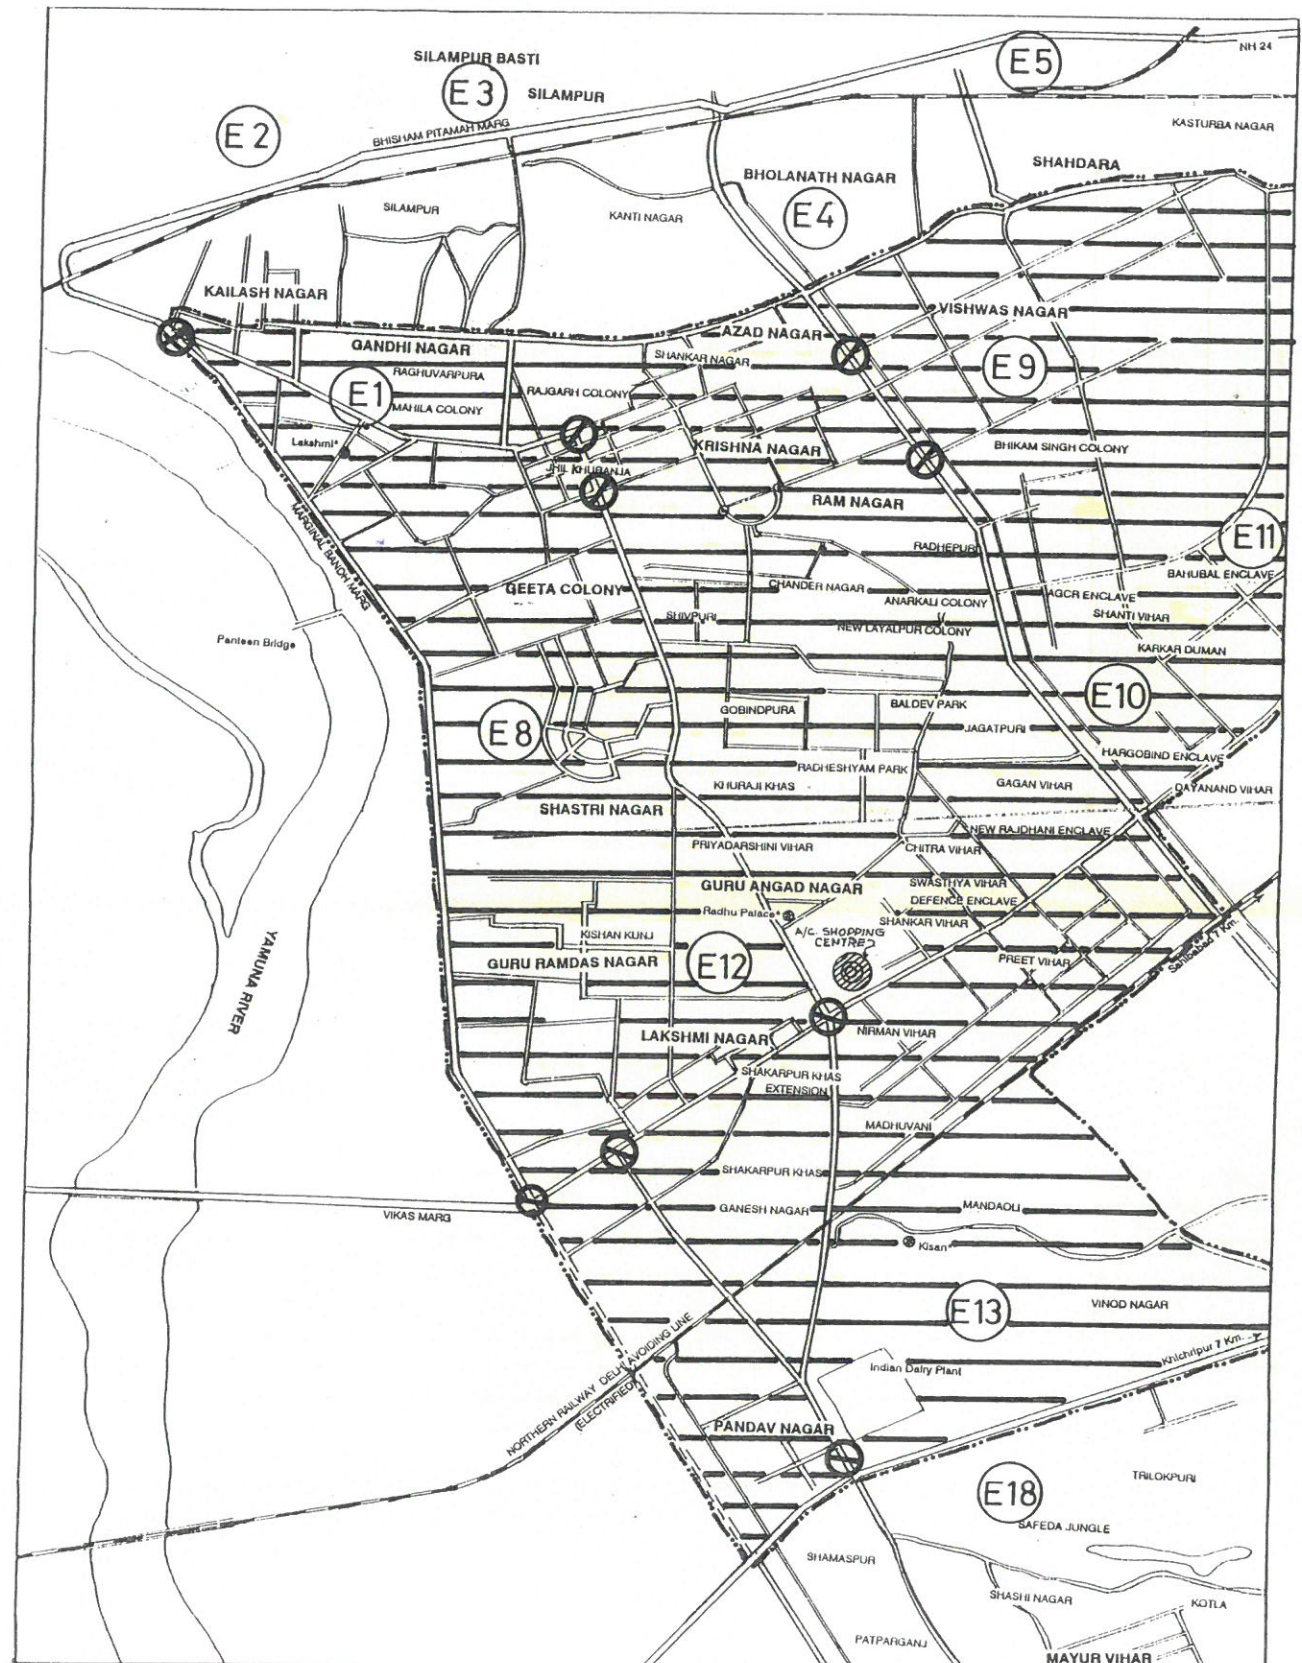 NH 24
SILAMPUR BASTI
E5
E3
SILAMPUR
E2
BHISHAM PITAMAH MARG
KASTURBA NAGAR
SHAHDARA
BHOLANATH NAGAR
SILAMPUR
KANTI NAGAR
E4
KAILASH NAGAR
VISHWAS NAGAR
AZAD NAGAR
GANDHI NAGAR
SHANKAR NAGAR
RAGHUVARPURA
E9
E1
RAJGARH COLONY
MAHILA COLONY
Lakshmi
KRISHNA NAGAR
BHIKAM SINGH COLONY
JHIL KHURANJA
RAM NAGAR
MARGINAL BANDH MARG
RADHEPURI
E11
BAHUBAL ENCLAVE
GEETA COLONY
CHANDER NAGAR
ANARKALI COLONY
AGCR ENCLAVE
SHIVPURI
SHANTI VIHAR
NEW LAYALPUR COLONY
Panteen Bridge
KARKAR DUMAN
E10
GOBINDPURA
BALDEV PARK
E8
JAGATPURI
HARGOBIND ENCLAVE
RADHESHYAM PARK
KHURAJI KHAS
GAGAN VIHAR
DAYANAND VIHAR
SHASTRI NAGAR
NEW RAJDHANI ENCLAVE
PRIYADARSHINI VIHAR
CHITRA VIHAR
GURU ANGAD NAGAR
SWASTHYA VIHAR
DEFENCE ENCLAVE
Radhu Palace
SHANKAR VIHAR
A/C. SHOPPING
CENTRE
KISHAN KUNJ
YAMUNA RIVER
GURU RAMDAS NAGAR
E12
PREET VIHAR
Sahibabad 7 Km.
LAKSHMI NAGAR
NIRMAN VIHAR
SHAKARPUR KHAS
EXTENSION
MADHUVANI
SHAKARPUR KHAS
VIKAS MARG
GANESH NAGAR
MANDAOLI
Kisan
E13
VINOD NAGAR
NORTHERN RAILWAY DELHI AVOIDING LINE
(ELECTRIFIED)
Khichripur 7 Km.
Indian Dairy Plant
PANDAV NAGAR
E18
TRILOKPURI
SAFEDA JUNGLE
SHAMASPUR
SHASHI NAGAR
KOTLA
PATPARGANJ
MAYUR VIHAR